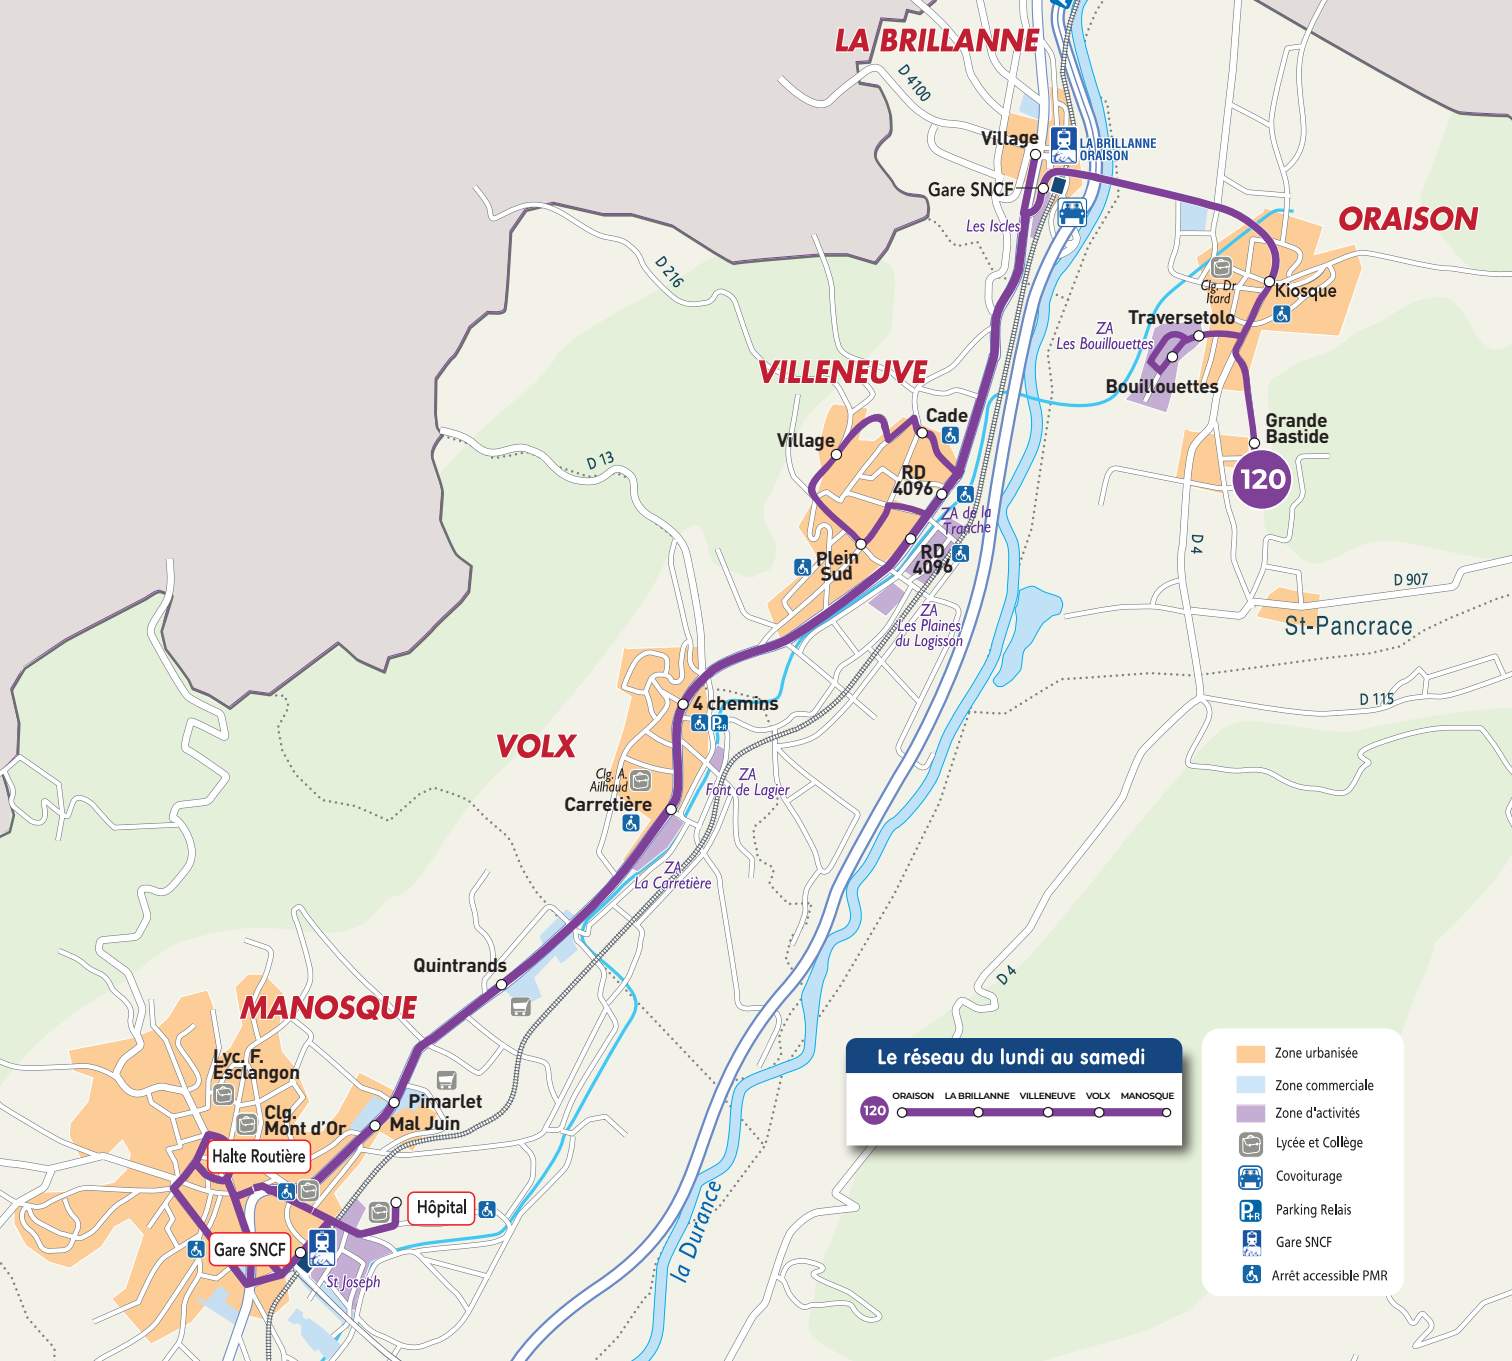 LA BRILLANNE
D 4100
Village
LA BRILLANNE
ORAISON
Gare SNCF
Les Iscles
ORAISON
D 216
Clg. Dr
Itard
Kiosque
Traversetolo
ZA
Les Bouillouettes
Bouillouettes
VILLENEUVE
Cade
Village
Grande
Bastide
120
RD
4096
D 13
ZA de la
Tranche
RD
4096
Plein
Sud
D 4
D 907
ZA
Les Plaines
du Logisson
St-Pancrace
4 chemins
P+R
D 115
VOLX
Clg. A.
Ailhaud
ZA
Font de Lagier
Carretière
ZA
La Carretière
Quintrands
D 4
MANOSQUE
Lyc. F.
Esclangon
Pimarlet
Clg.
Mont d'Or
Mal Juin
Halte Routière
Hôpital
Gare SNCF
St Joseph
la Durance
Le réseau du lundi au samedi
120
ORAISON LA BRILLANNE VILLENEUVE VOLX MANOSQUE
Zone urbanisée
Zone commerciale
Zone d'activités
Lycée et Collège
Covoiturage
P+R Parking Relais
Gare SNCF
Arrêt accessible PMR